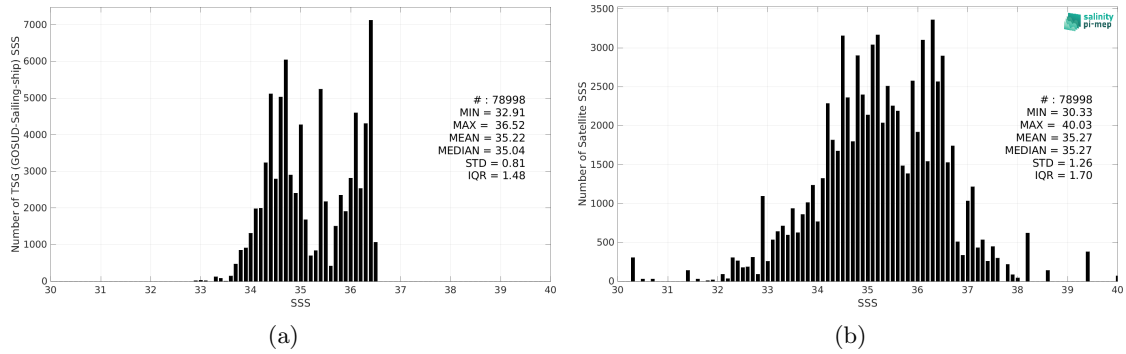 Number of TSG (GOSUD-Sailing-ship) SSS
7000
6000
5000
4000
3000
2000
1000
0
# : 78998
MIN = 32.91
MAX = 36.52
MEAN = 35.22
MEDIAN = 35.04
STD = 0.81
IQR = 1.48
30 31 32 33 34 35 36 37 38 39 40
SSS
(a)
Number of Satellite SSS
3500
3000
2500
2000
1500
1000
500
0
salinity
pi-mep
# : 78998
MIN = 30.33
MAX = 40.03
MEAN = 35.27
MEDIAN = 35.27
STD = 1.26
IQR = 1.70
30 31 32 33 34 35 36 37 38 39 40
SSS
(b)